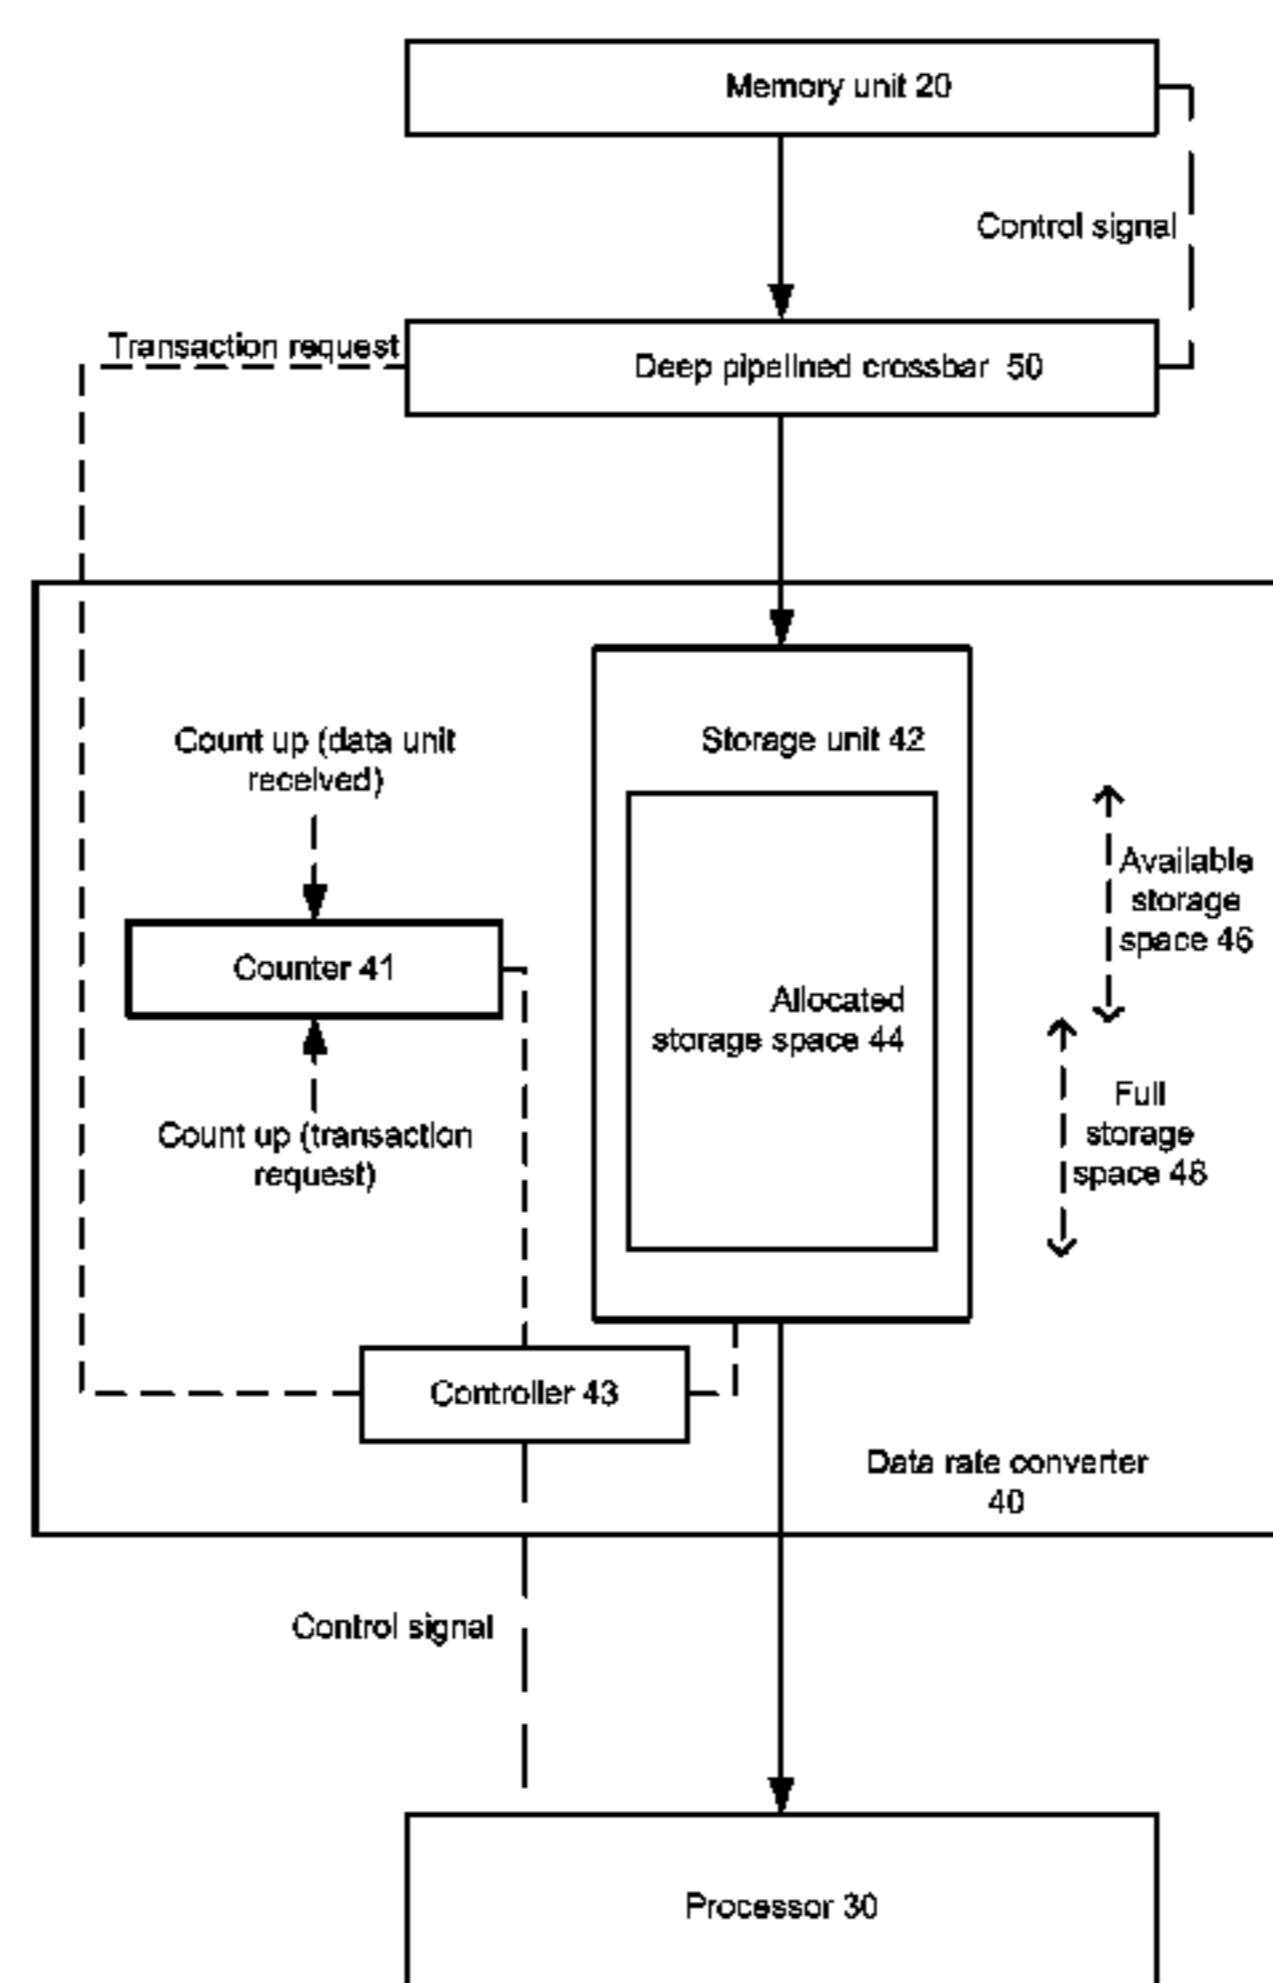 Memory unit 20
Control signal
Transaction request
Deep pipelined crossbar 50
Count up (data unit
received)
Storage unit 42
Available
storage
space 46
Counter 41
Allocated
storage space 44
Full
storage
space 48
Count up (transaction
request)
Controller 43
Data rate converter
40
Control signal
Processor 30